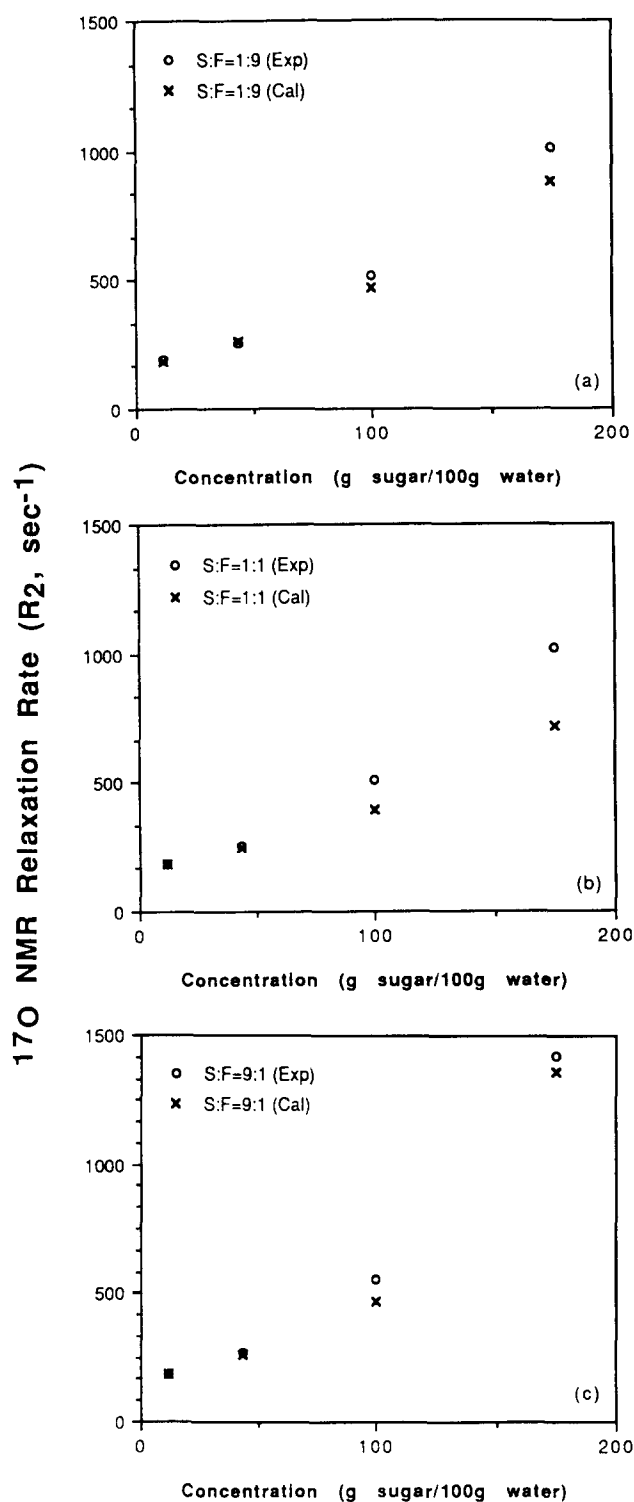 17O NMR Relaxation Rate (R2, sec-1)
1500
1000
500
0
o S:F=1:9 (Exp)
x S:F=1:9 (Cal)
(a)
0 100 200
Concentration (g sugar/100g water)
1500
1000
500
0
o S:F=1:1 (Exp)
x S:F=1:1 (Cal)
(b)
0 100 200
Concentration (g sugar/100g water)
1500
1000
500
0
o S:F=9:1 (Exp)
x S:F=9:1 (Cal)
(c)
0 100 200
Concentration (g sugar/100g water)